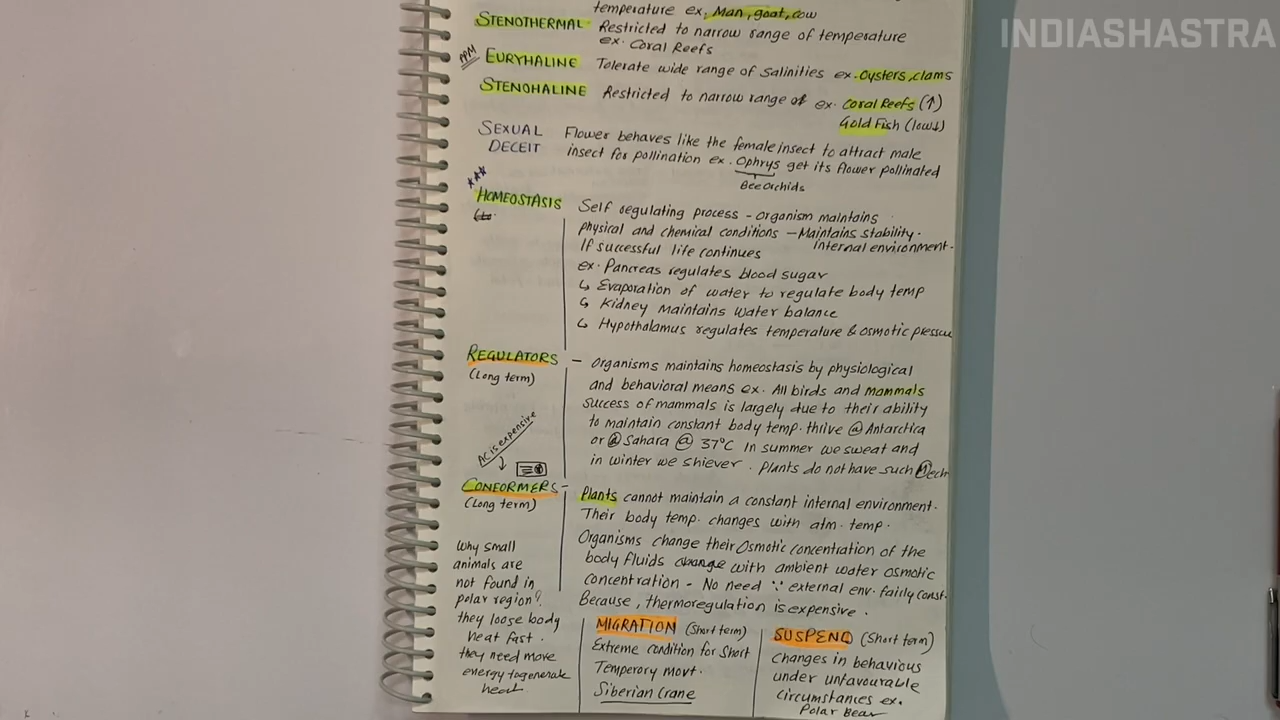 INDIASHASTRA
temperature ex. Man, goat, cow
STENOTHERMAL Restricted to narrow range of temperature
ex. Coral Reefs
EURYHALINE Tolerate wide range of Salinities ex. Oysters, clams
STENOHALINE Restricted to narrow range of ex. Coral Reefs (↑)
Gold Fish (low↓)
SEXUAL DECEIT Flower behaves like the female insect to attract male
insect for pollination ex. Ophrys get its flower pollinated
Bee orchids
HOMEOSTASIS Self regulating process - organism maintains
physical and chemical conditions - Maintains stability.
Internal environment.
If successful life continues
ex. Pancreas regulates blood sugar
↳ Evaporation of water to regulate body temp
↳ Kidney maintains water balance
↳ Hypothalamus regulates temperature & osmotic pressure
REGULATORS - Organisms maintains homeostasis by physiological
(Long term) and behavioral means ex. All birds and mammals
success of mammals is largely due to their ability
to maintain constant body temp. thrive @ Antarctica
or @ Sahara @ 37°C In summer we sweat and
in winter we shiever. Plants do not have such Mech
AC is expensive
CONFORMERS - Plants cannot maintain a constant internal environment.
(Long term) Their body temp. changes with atm. temp.
Organisms change their Osmotic concentration of the
body fluids change with ambient water osmotic
concentration - No need ∵ external env. fairly const.
Because, thermoregulation is expensive.
Why small
animals are
not found in
polar region?
they loose body
heat fast.
they need more
energy to generate
heat
MIGRATION (Short term)
Extreme condition for Short
Temperory movt.
Siberian Crane
SUSPEND (Short term)
Changes in behavious
under unfavourable
circumstances ex.
Polar Bear